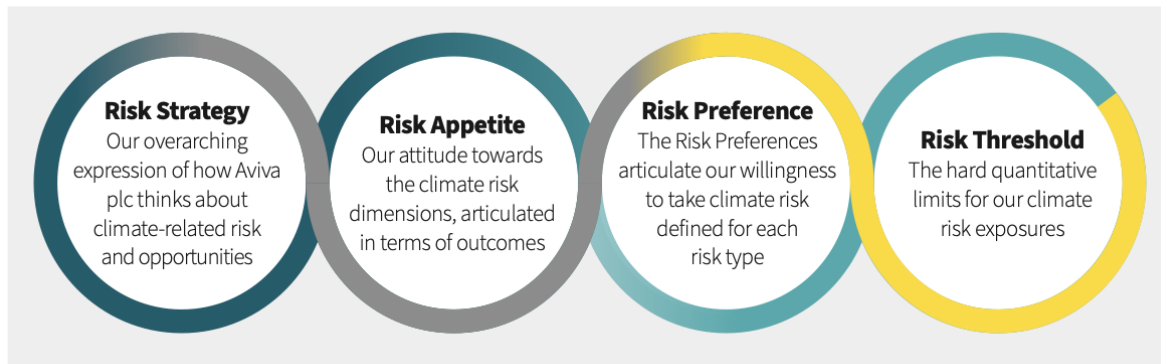 Risk Strategy
Our overarching
expression of how Aviva
plc thinks about
climate-related risk
and opportunities
Risk Appetite
Our attitude towards
the climate risk
dimensions, articulated
in terms of outcomes
Risk Preference
The Risk Preferences
articulate our willingness
to take climate risk
defined for each
risk type
Risk Threshold
The hard quantitative
limits for our climate
risk exposures